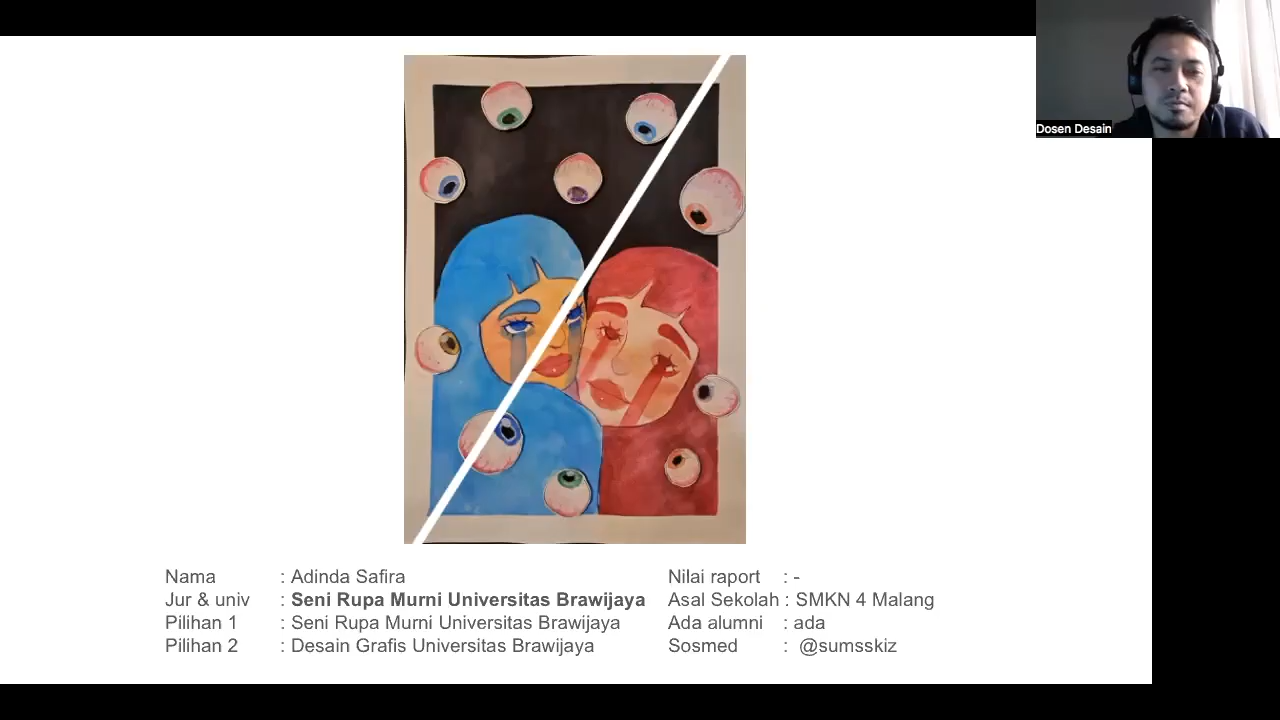 Dosen Desain
Nama : Adinda Safira
Jur & univ : Seni Rupa Murni Universitas Brawijaya
Pilihan 1 : Seni Rupa Murni Universitas Brawijaya
Pilihan 2 : Desain Grafis Universitas Brawijaya
Nilai raport : -
Asal Sekolah : SMKN 4 Malang
Ada alumni : ada
Sosmed : @sumsskiz